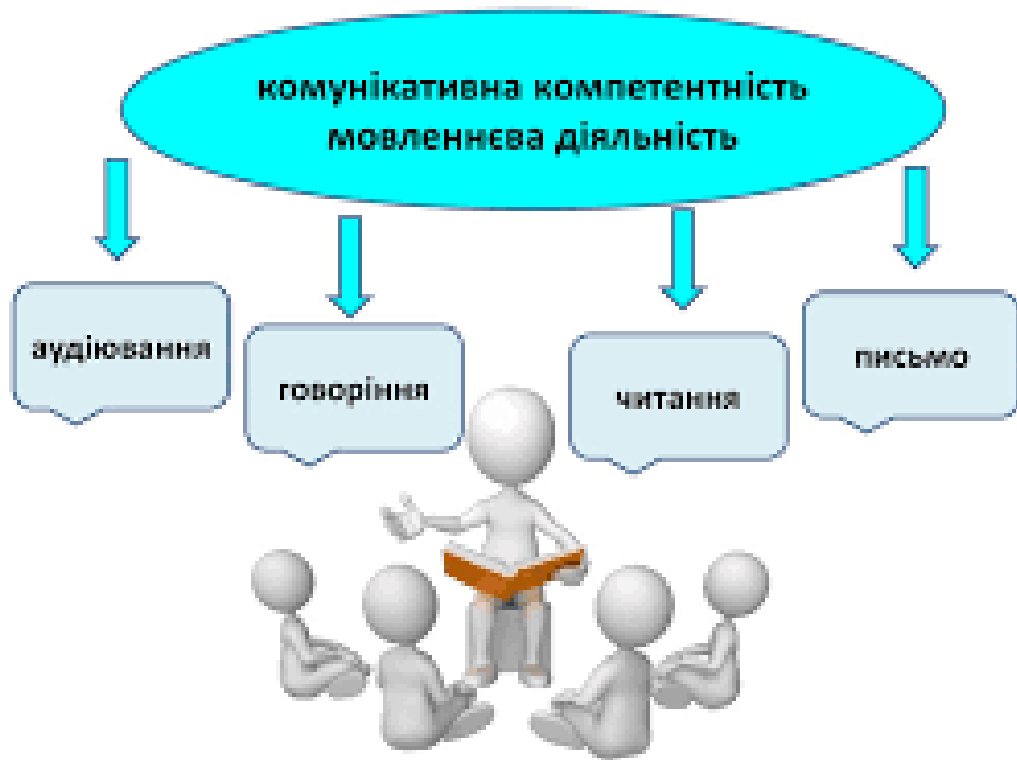 комунікативна компетентність
мовленнєва діяльність
аудіювання
говоріння
читання
письмо